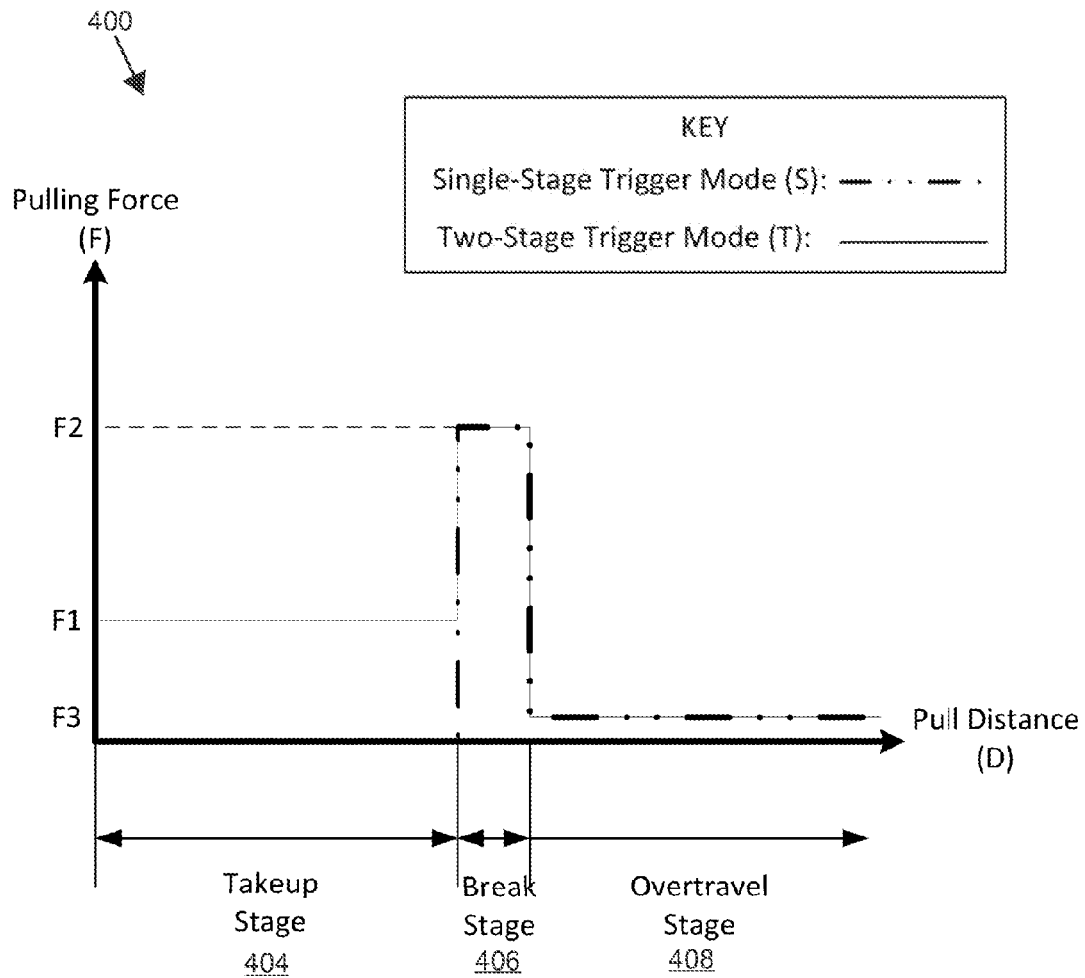 400
KEY
Single-Stage Trigger Mode (S):
Two-Stage Trigger Mode (T):
Pulling Force
(F)
F2
F1
F3
Pull Distance
(D)
Takeup
Stage
404
Break
Stage
406
Overtravel
Stage
408